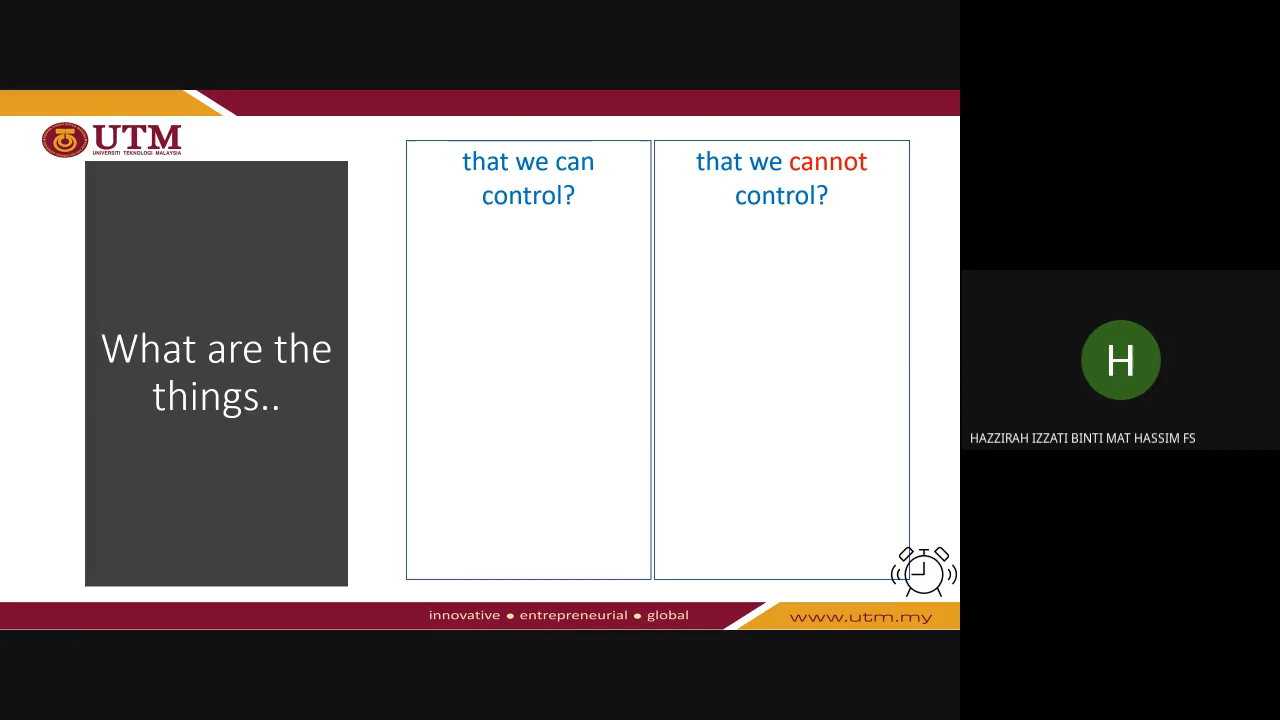 UTM
UNIVERSITI TEKNOLOGI MALAYSIA
What are the
things..
that we can
control?
that we cannot
control?
innovative ● entrepreneurial ● global
www.utm.my
H
HAZZIRAH IZZATI BINTI MAT HASSIM FS